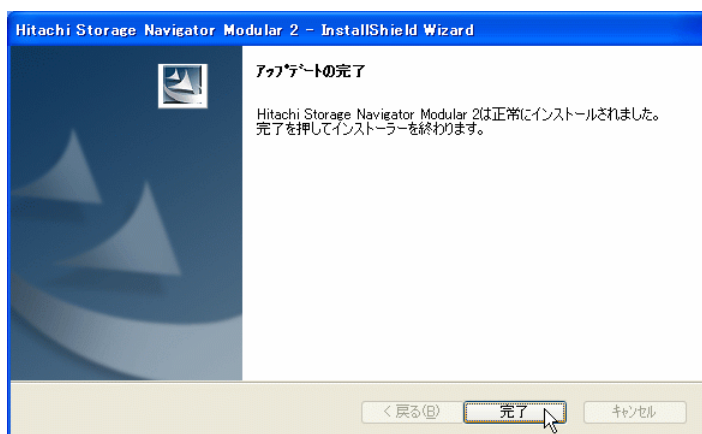 Hitachi Storage Navigator Modular 2 - InstallShield Wizard
アップデートの完了
Hitachi Storage Navigator Modular 2は正常にインストールされました。
完了を押してインストーラーを終わります。
< 戻る(B) 完了 キャンセル